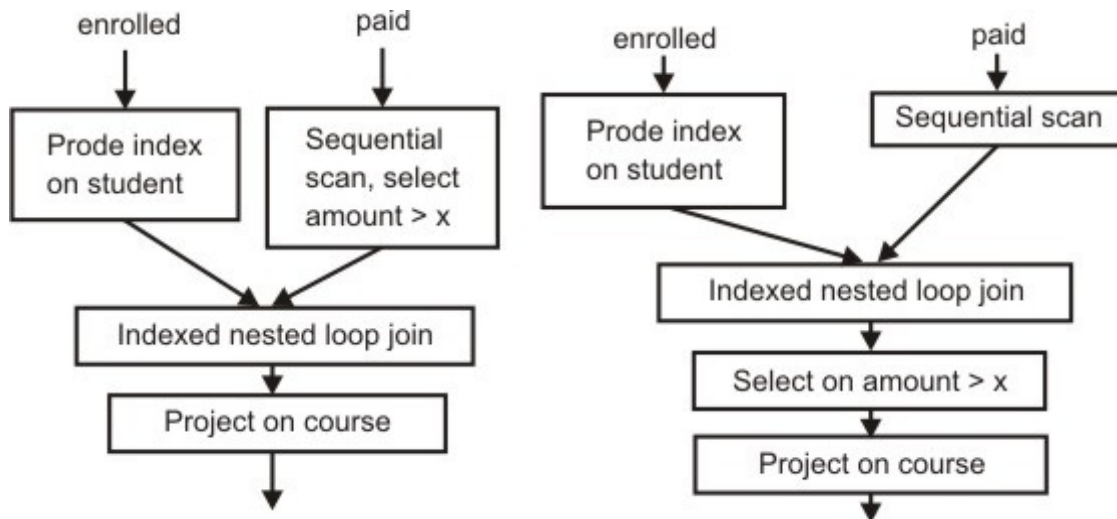 enrolled
paid
Prode index
on student
Sequential
scan, select
amount > x
Indexed nested loop join
Project on course
enrolled
paid
Prode index
on student
Sequential scan
Indexed nested loop join
Select on amount > x
Project on course